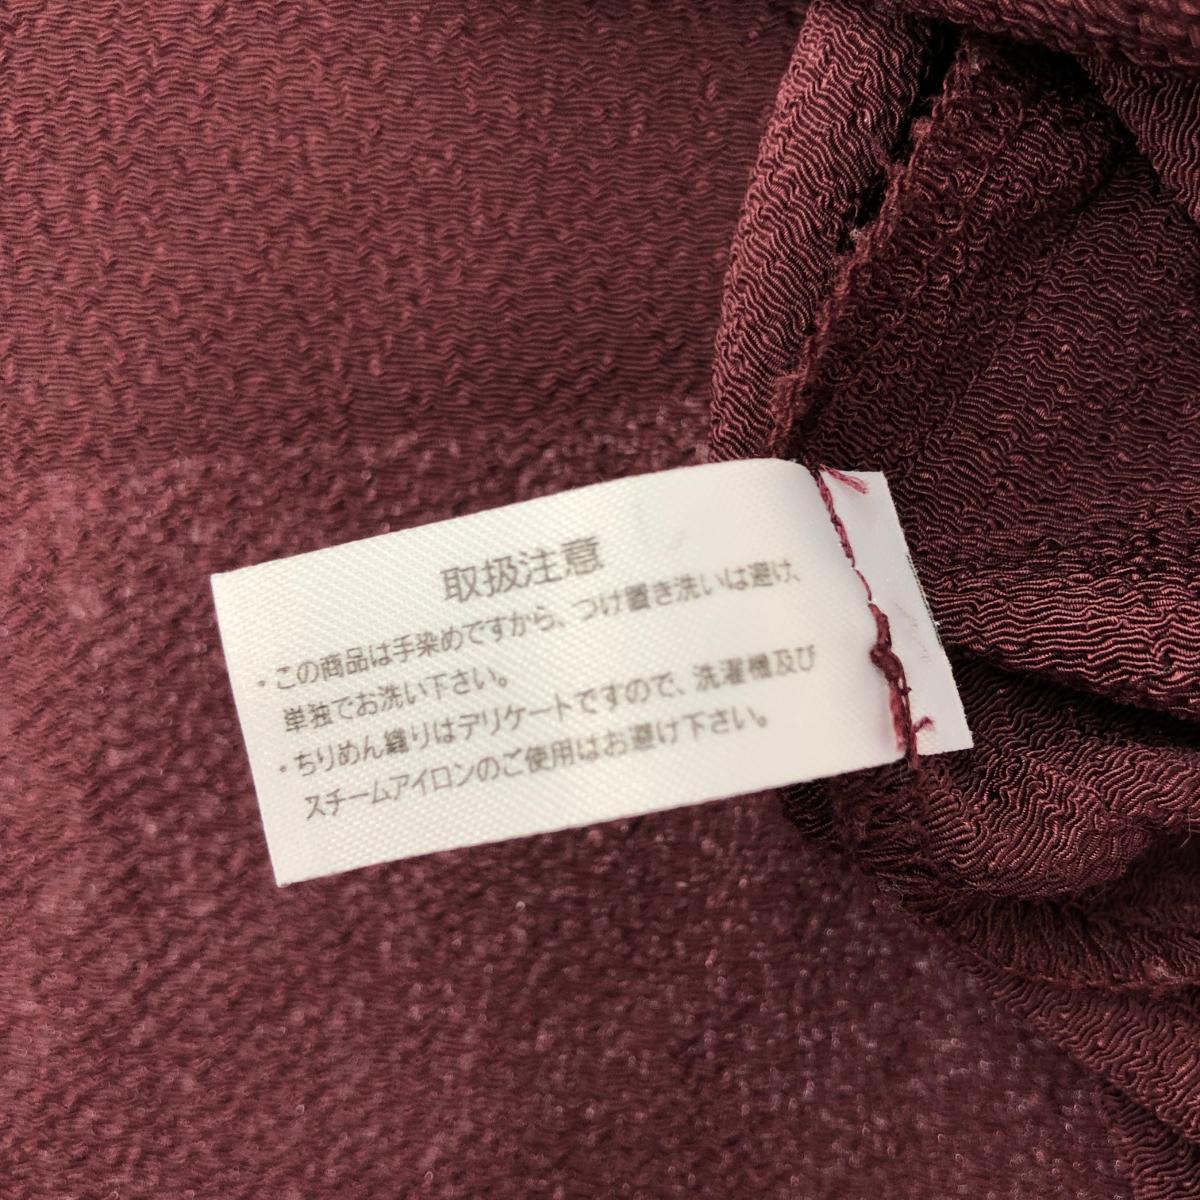 取扱注意
・この商品は手染めですから、つけ置き洗いは避け、
単独でお洗い下さい。
・ちりめん織りはデリケートですので、洗濯機及び
スチームアイロンのご使用はお避け下さい。